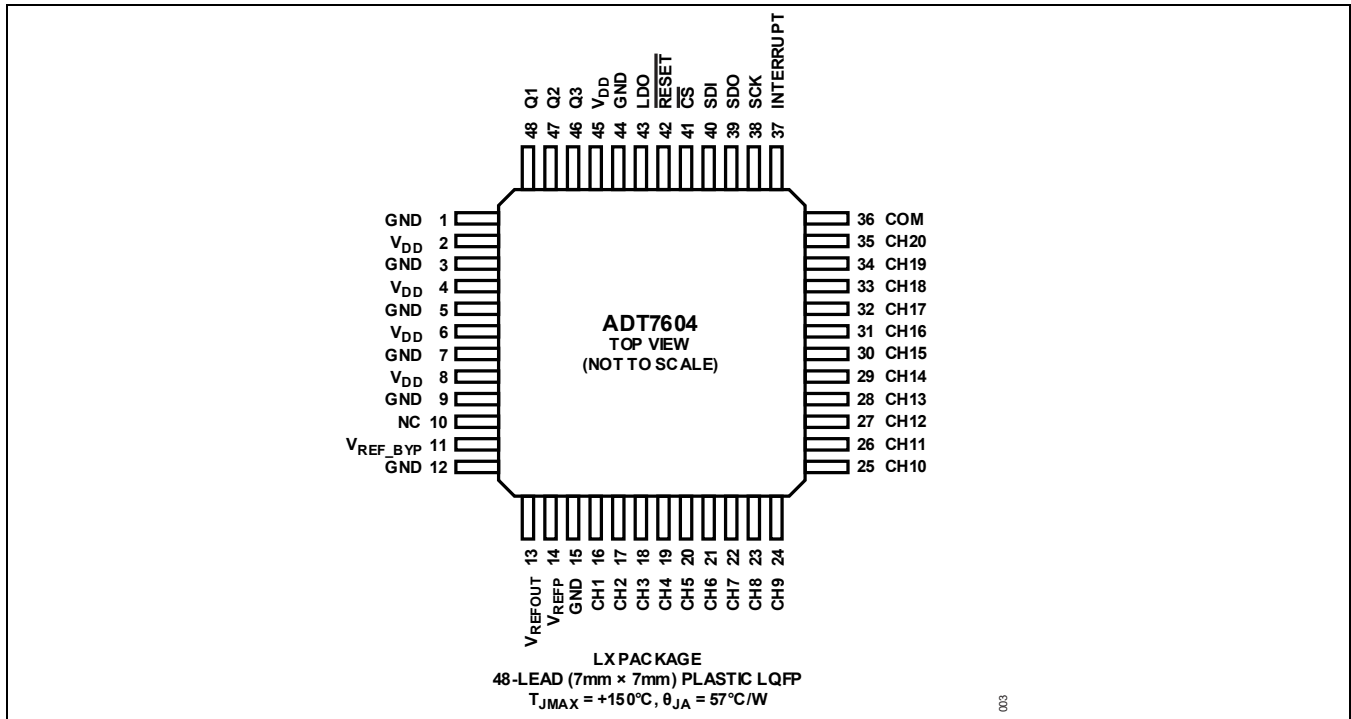 48 Q1
47 Q2
46 Q3
45 VDD
44 GND
43 LDO
42 RESET
41 CS
40 SDI
39 SDO
38 SCK
37 INTERRUPT
GND 1
VDD 2
GND 3
VDD 4
GND 5
VDD 6
GND 7
VDD 8
GND 9
NC 10
VREF_BYP 11
GND 12
ADT7604
TOP VIEW
(NOT TO SCALE)
36 COM
35 CH20
34 CH19
33 CH18
32 CH17
31 CH16
30 CH15
29 CH14
28 CH13
27 CH12
26 CH11
25 CH10
VREFOUT 13
VREFP 14
GND 15
CH1 16
CH2 17
CH3 18
CH4 19
CH5 20
CH6 21
CH7 22
CH8 23
CH9 24
LX PACKAGE
48-LEAD (7mm × 7mm) PLASTIC LQFP
TJMAX = +150°C, θJA = 57°C/W
003